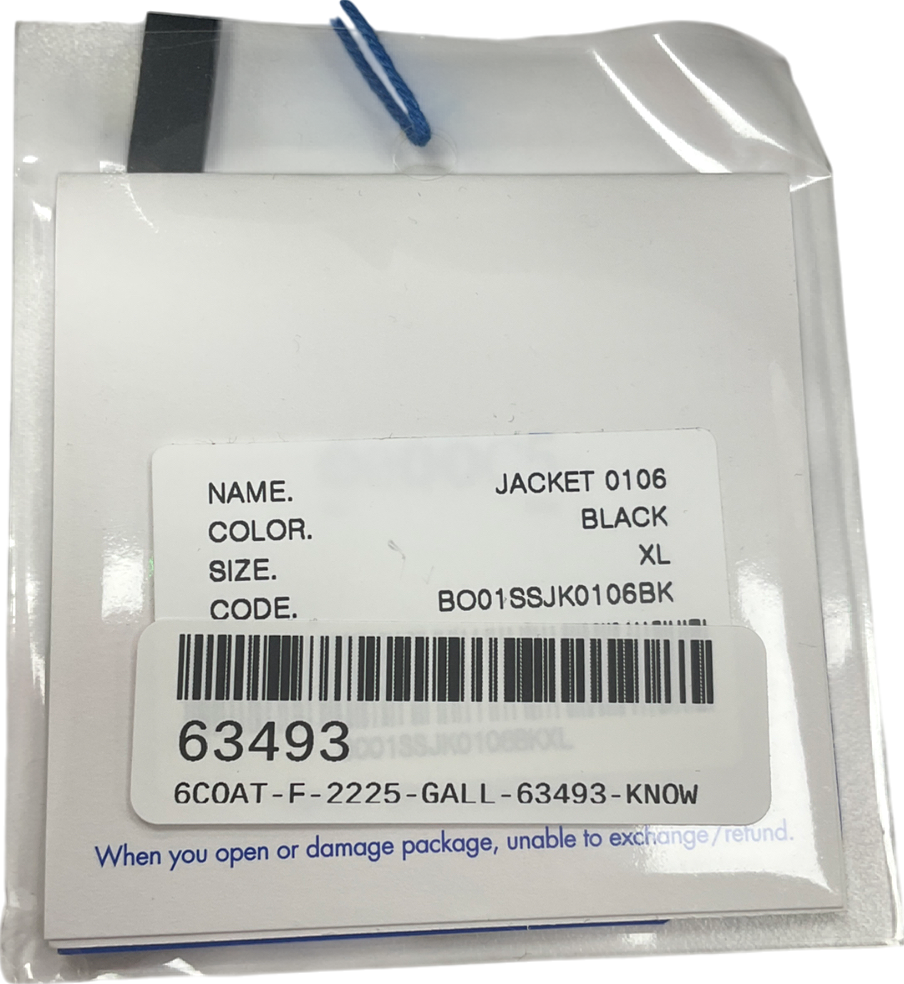 NAME. JACKET 0106
COLOR. BLACK
SIZE. XL
CODE. BO01SSJK0106BK
63493
6COAT-F-2225-GALL-63493-KNOW
When you open or damage package, unable to exchange/refund.